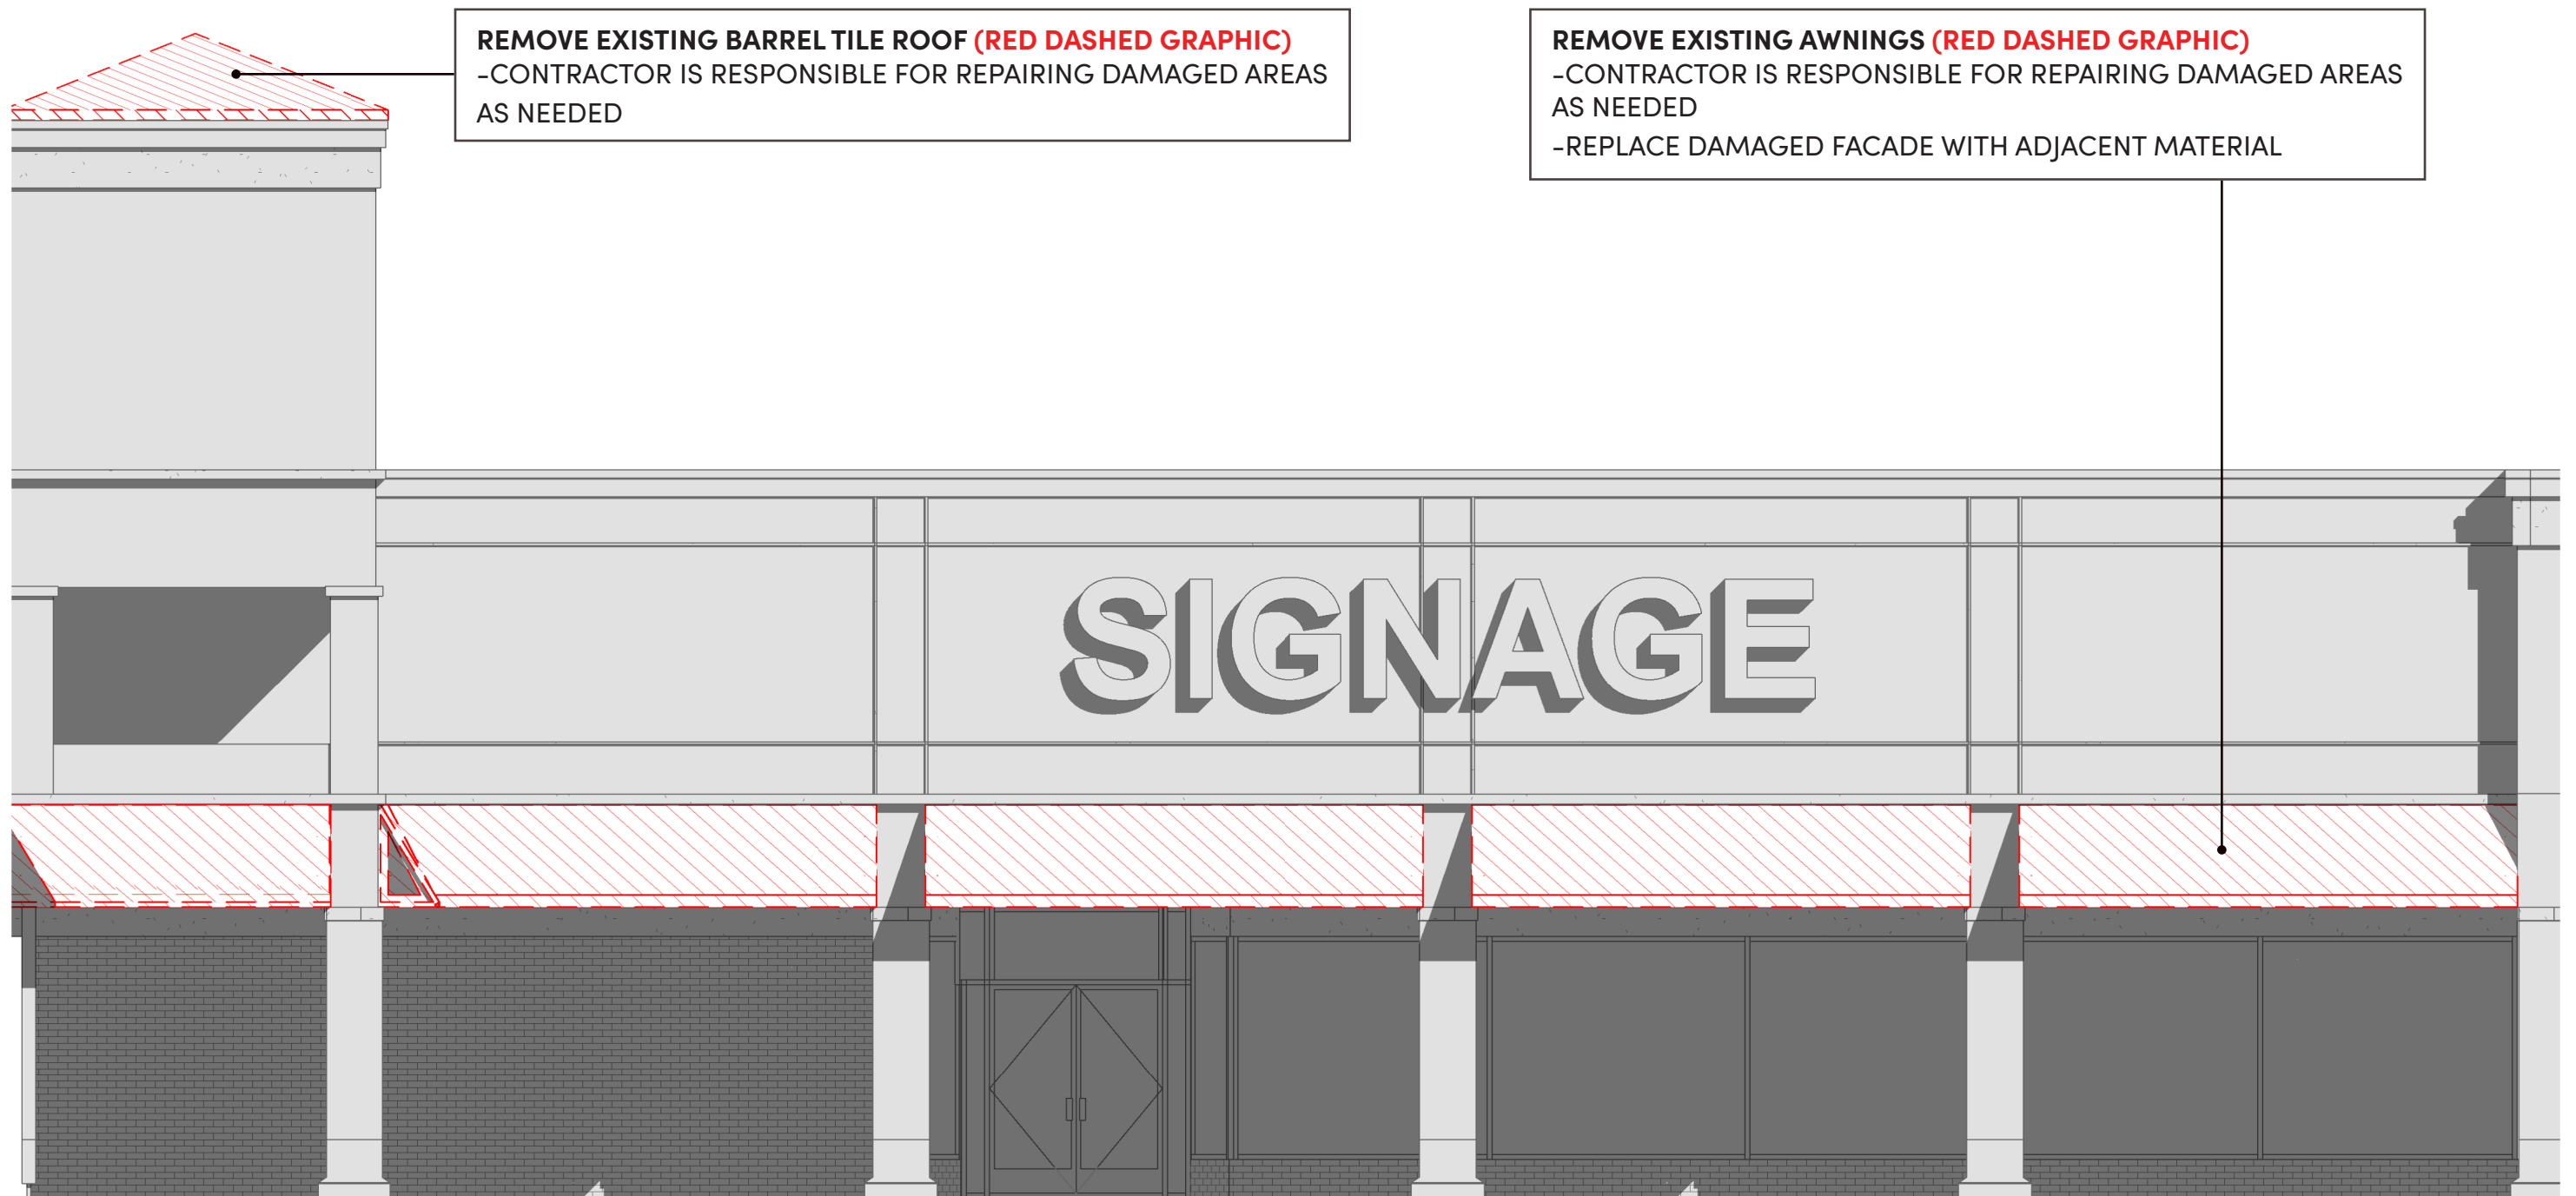 REMOVE EXISTING BARREL TILE ROOF (RED DASHED GRAPHIC)
-CONTRACTOR IS RESPONSIBLE FOR REPAIRING DAMAGED AREAS
AS NEEDED
REMOVE EXISTING AWNINGS (RED DASHED GRAPHIC)
-CONTRACTOR IS RESPONSIBLE FOR REPAIRING DAMAGED AREAS
AS NEEDED
-REPLACE DAMAGED FACADE WITH ADJACENT MATERIAL
SIGNAGE